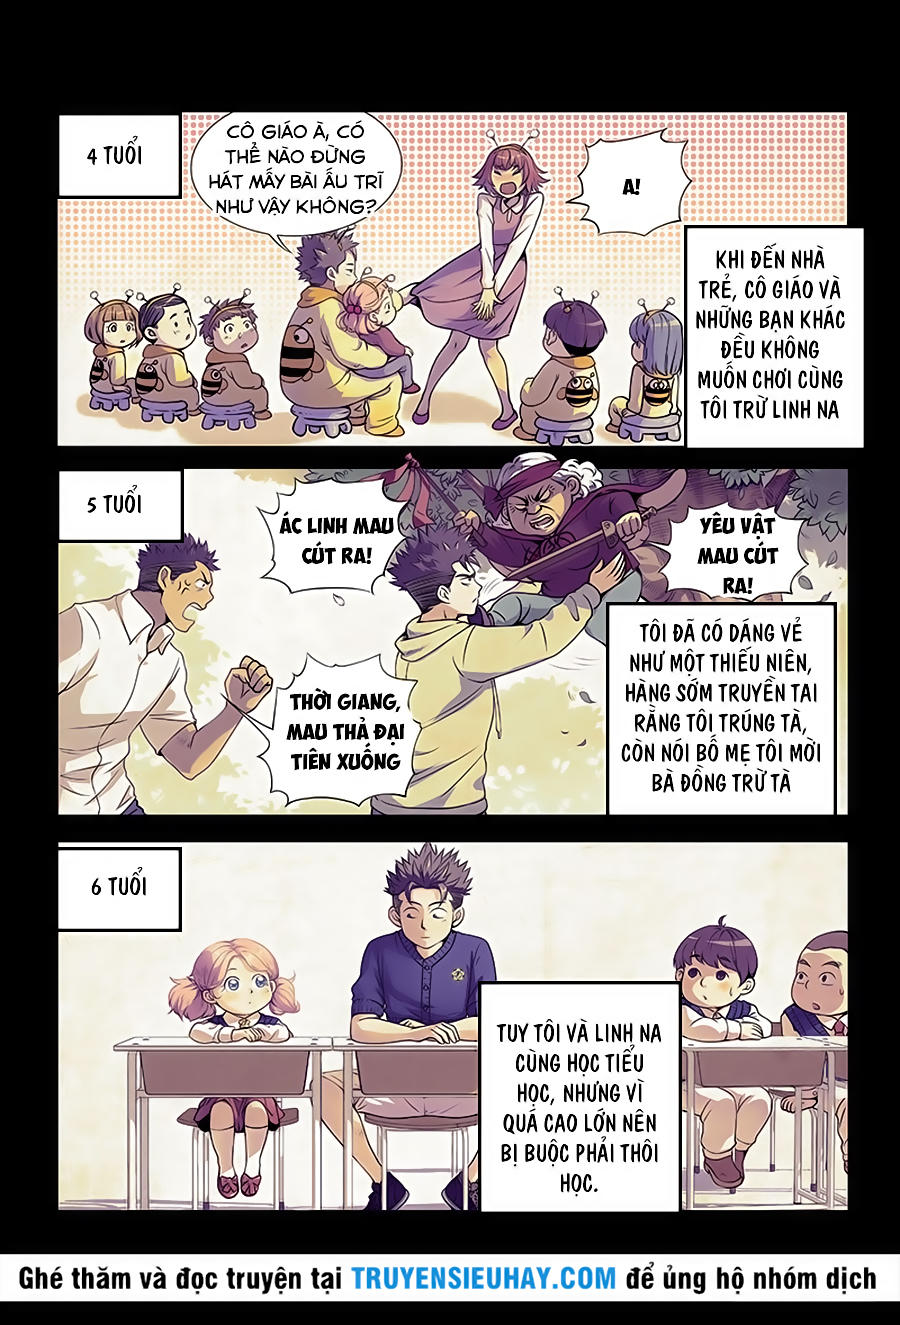 4 TUỔI
CÔ GIÁO À, CÓ
THỂ NÀO ĐỪNG
HÁT MẤY BÀI ẤU TRĨ
NHƯ VẬY KHÔNG?
A!
KHI ĐẾN NHÀ
TRẺ, CÔ GIÁO VÀ
NHỮNG BẠN KHÁC
ĐỀU KHÔNG
MUỐN CHƠI CÙNG
TÔI TRỪ LINH NA
5 TUỔI
ÁC LINH MAU
CÚT RA!
YÊU VẬT
MAU CÚT
RA!
THỜI GIANG,
MAU THẢ ĐẠI
TIÊN XUỐNG
TÔI ĐÃ CÓ DÁNG VẺ
NHƯ MỘT THIẾU NIÊN,
HÀNG SỚM TRUYỀN TAI
RẰNG TÔI TRÚNG TÀ,
CÒN NÓI BỐ MẸ TÔI MỜI
BÀ ĐỒNG TRỪ TÀ
6 TUỔI
TUY TÔI VÀ LINH NA
CÙNG HỌC TIỂU
HỌC, NHƯNG VÌ
QUÁ CAO LỚN NÊN
BỊ BUỘC PHẢI THÔI
HỌC.
Ghé thăm và đọc truyện tại TRUYENSIEUHAY.COM để ủng hộ nhóm dịch